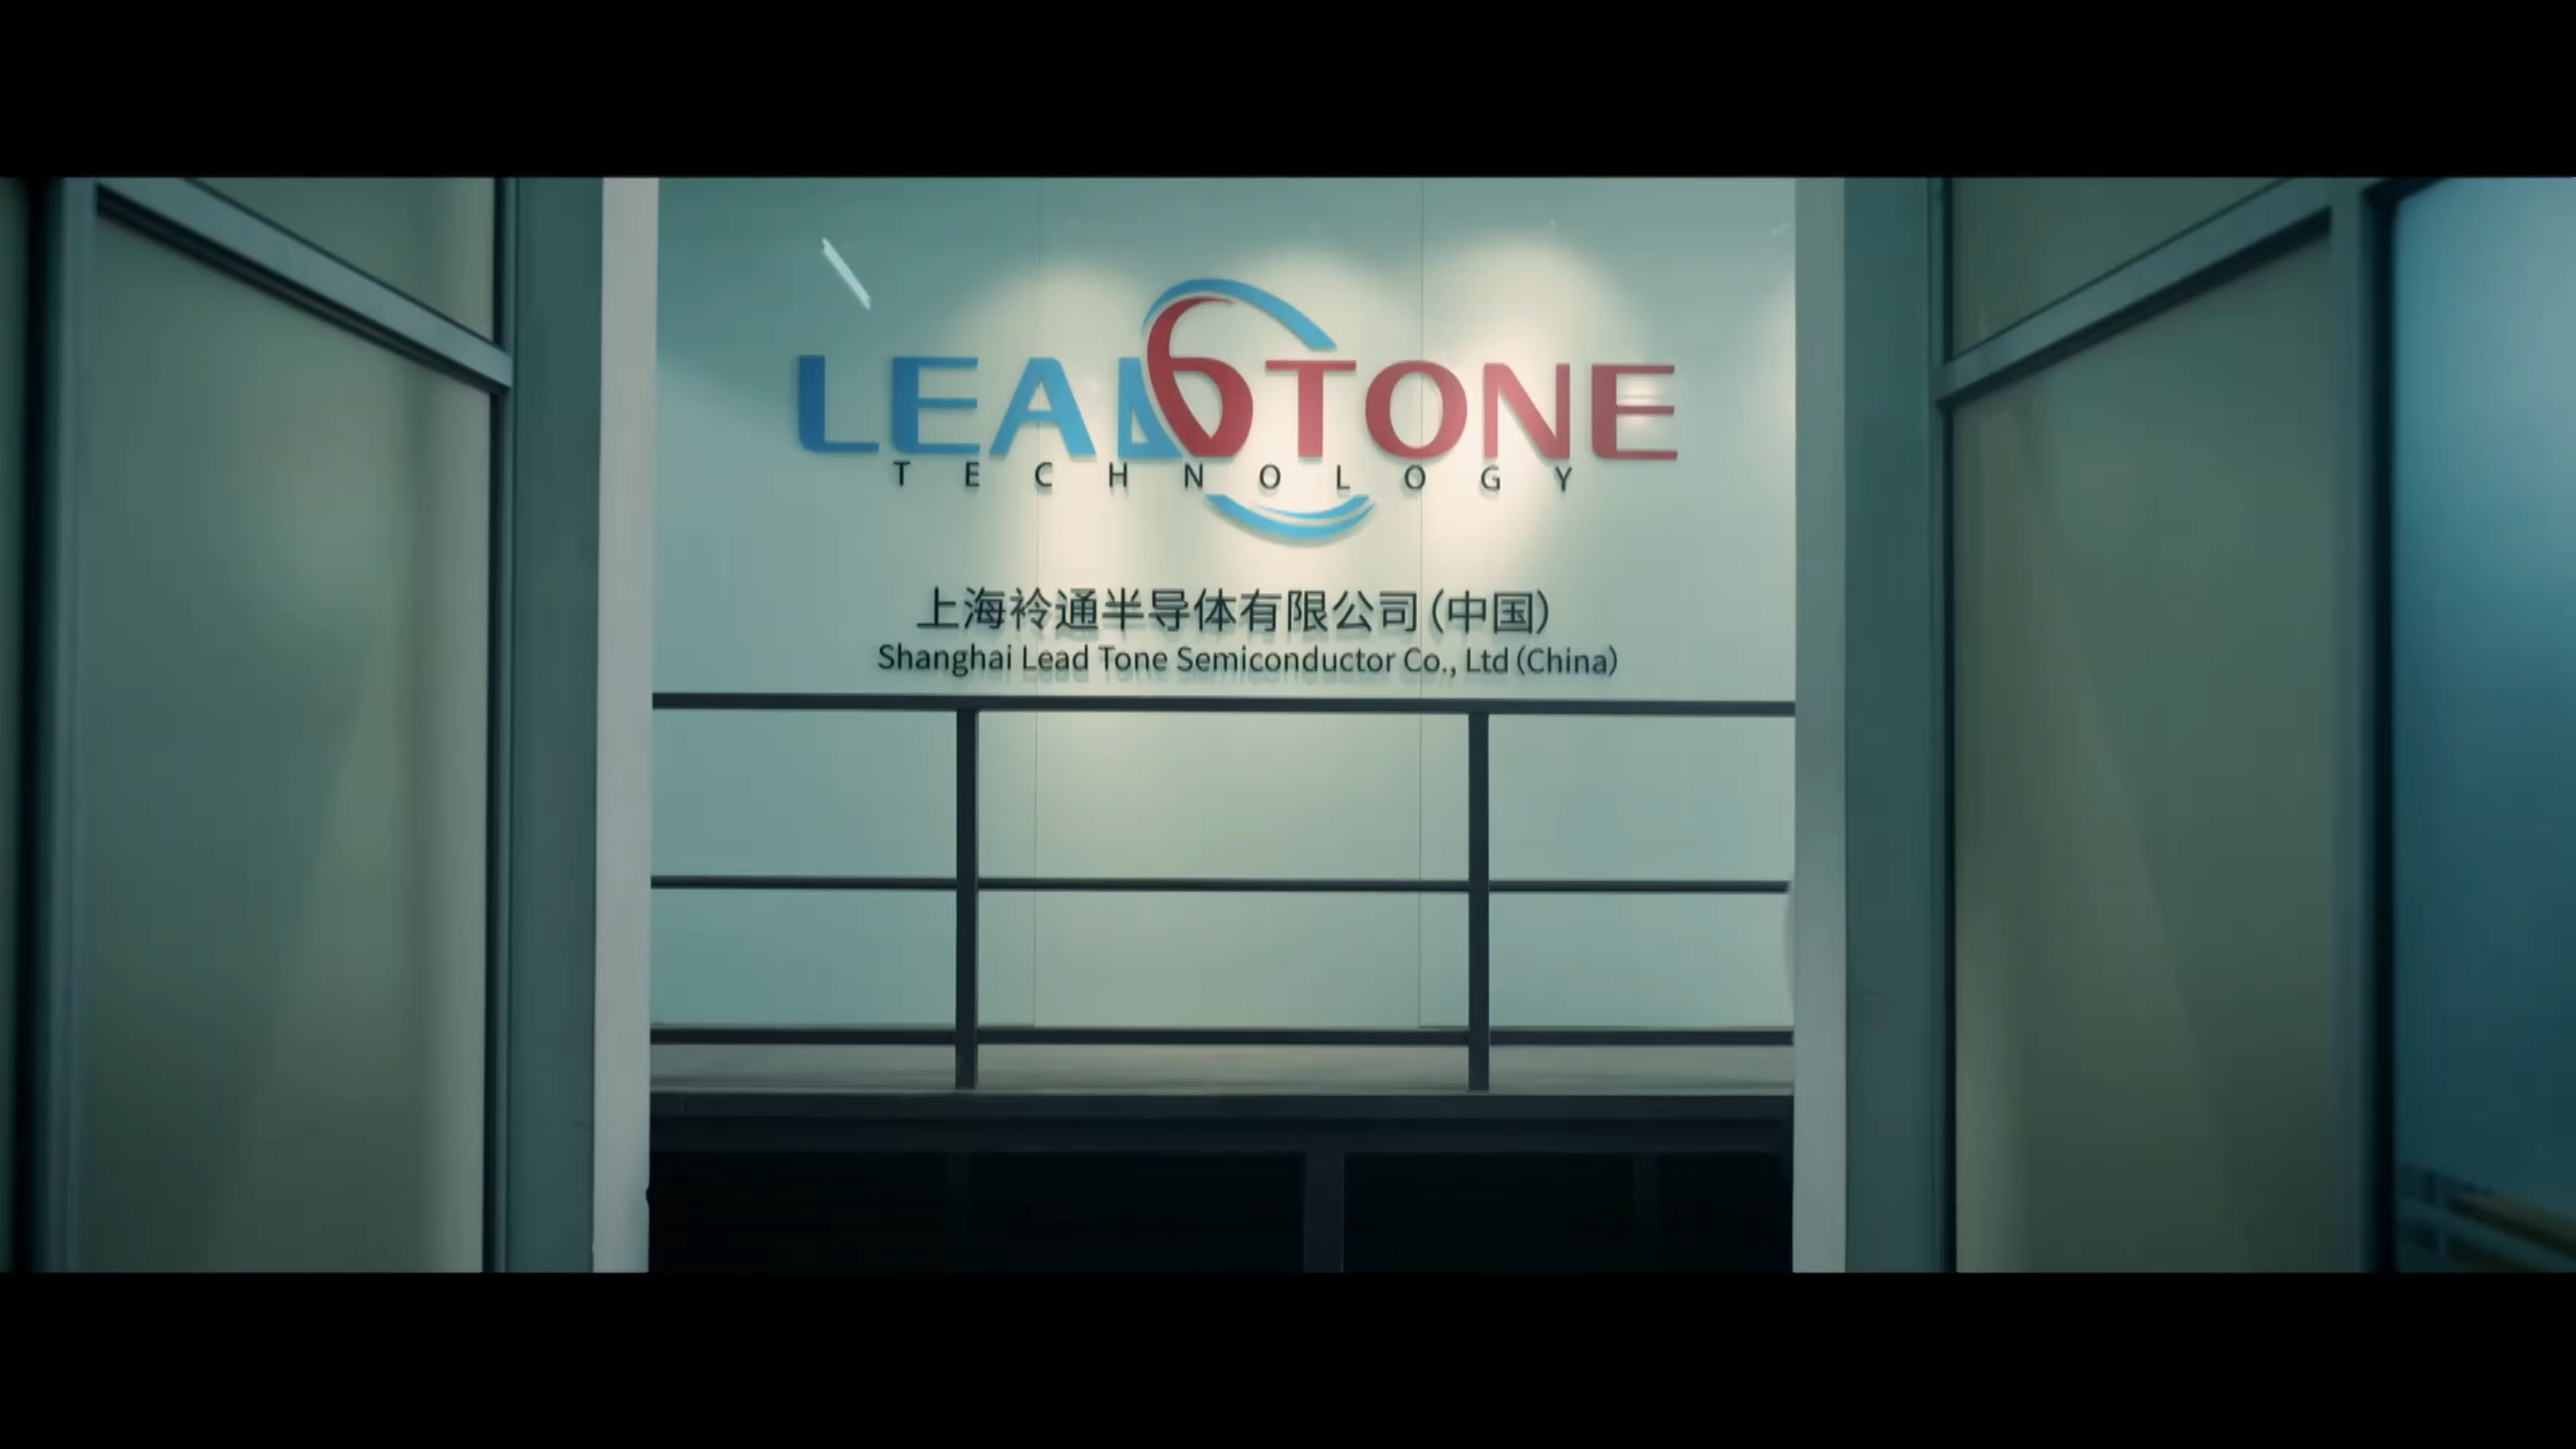 LEADTONE
TECHNOLOGY
上海衿通半导体有限公司(中国)
Shanghai Lead Tone Semiconductor Co., Ltd (China)